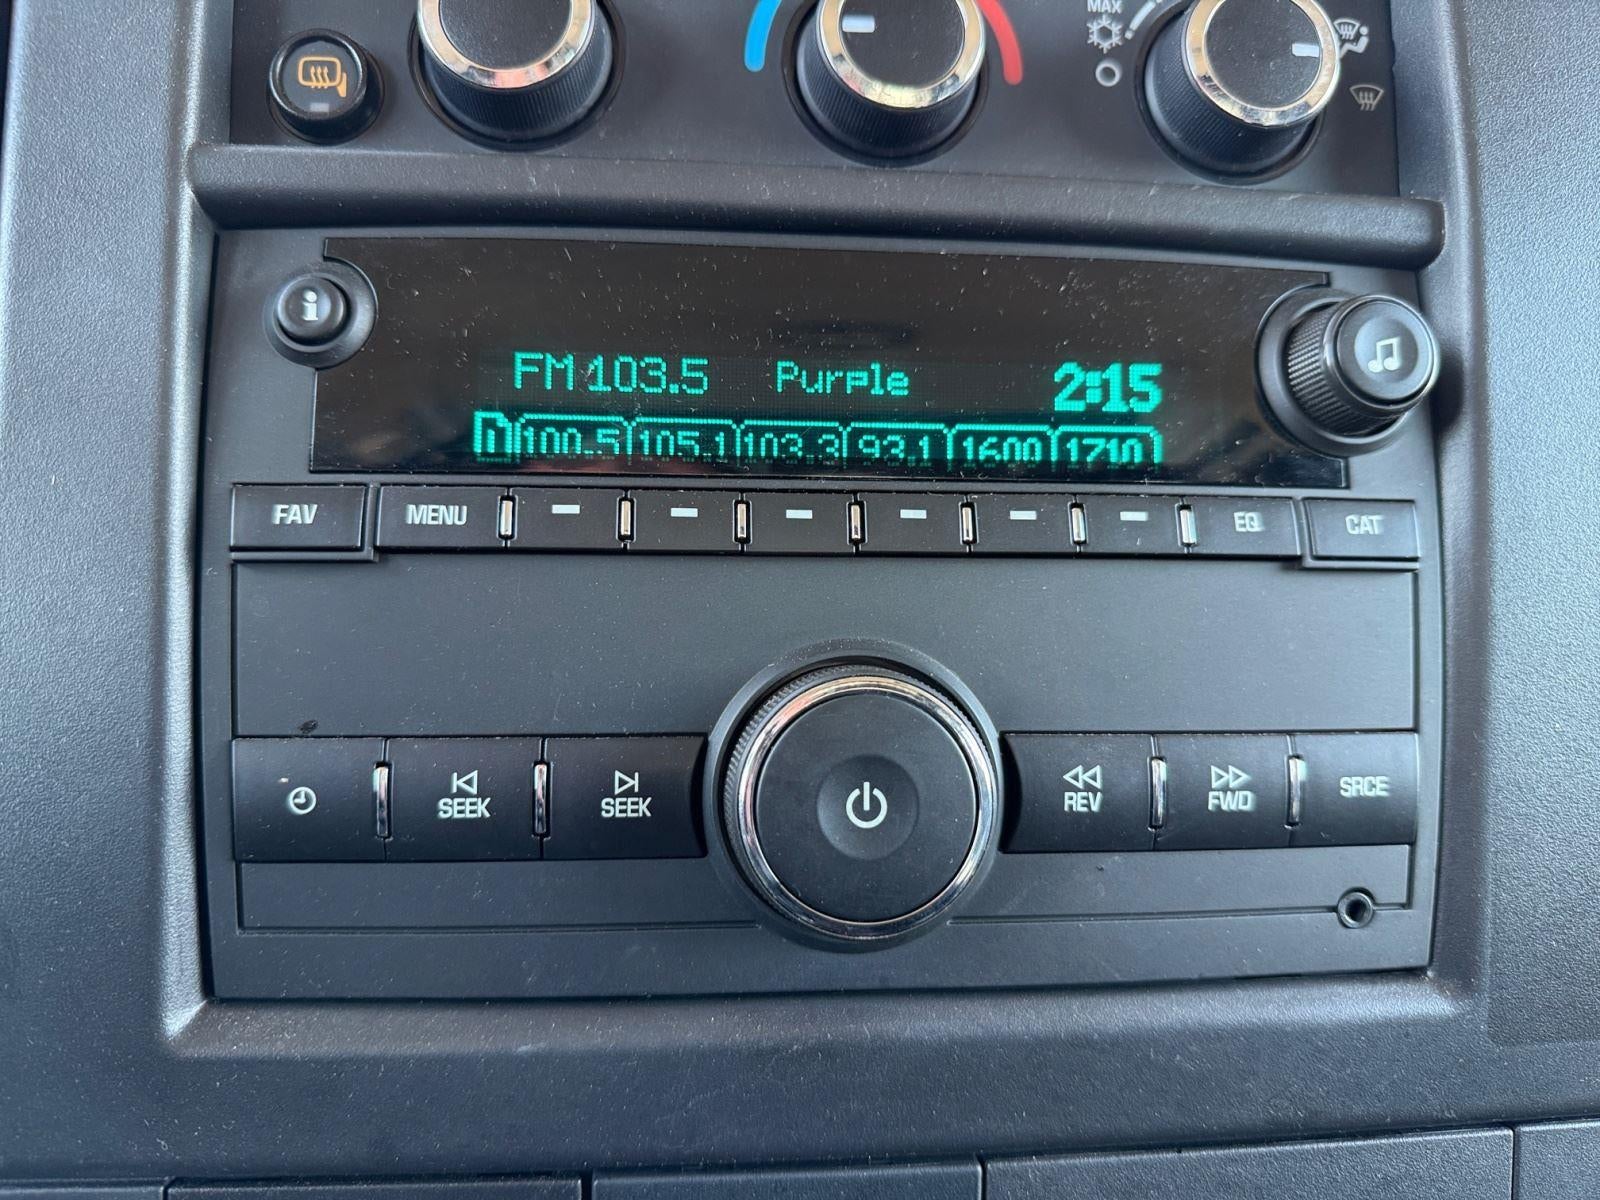 MAX
i
FM 103.5 Purple 2:15
1 100.5 105.1 103.3 93.1 1600 1710
FAV MENU EQ CAT
SEEK SEEK REV FWD SRCE